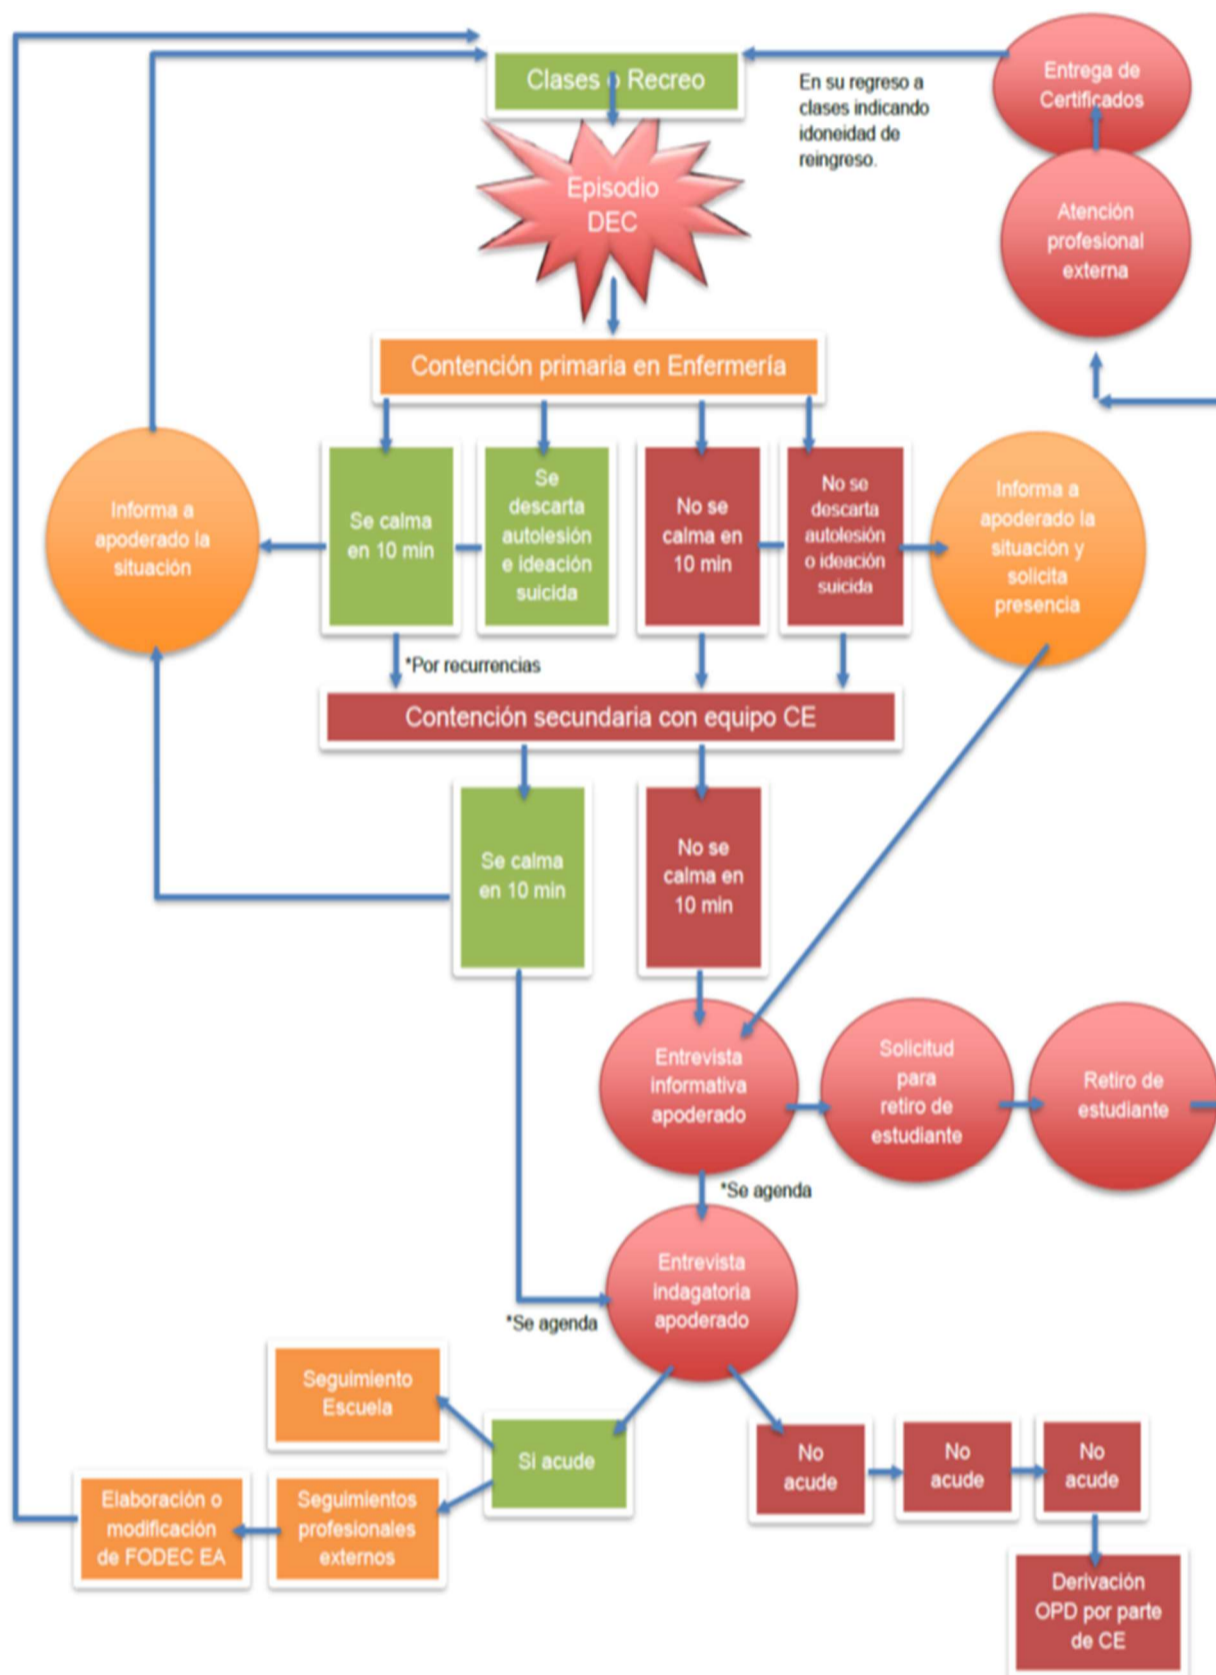 Clases o Recreo
Entrega de
Certificados
En su regreso a
clases indicando
idoneidad de
reingreso.
Episodio
DEC
Atención
profesional
externa
Contención primaria en Enfermería
Informa a
apoderado la
situación
Se calma
en 10 min
Se
descarta
autolesión
e ideación
suicida
No se
calma en
10 min
No se
descarta
autolesión
o ideación
suicida
Informa a
apoderado la
situación y
solicita
presencia
*Por recurrencias
Contención secundaria con equipo CE
Se calma
en 10 min
No se
calma en
10 min
Entrevista
informativa
apoderado
Solicitud
para
retiro de
estudiante
Retiro de
estudiante
*Se agenda
Entrevista
indagatoria
apoderado
*Se agenda
Seguimiento
Escuela
Si acude
No
acude
No
acude
No
acude
Elaboración o
modificación
de FODEC EA
Seguimientos
profesionales
externos
Derivación
OPD por parte
de CE